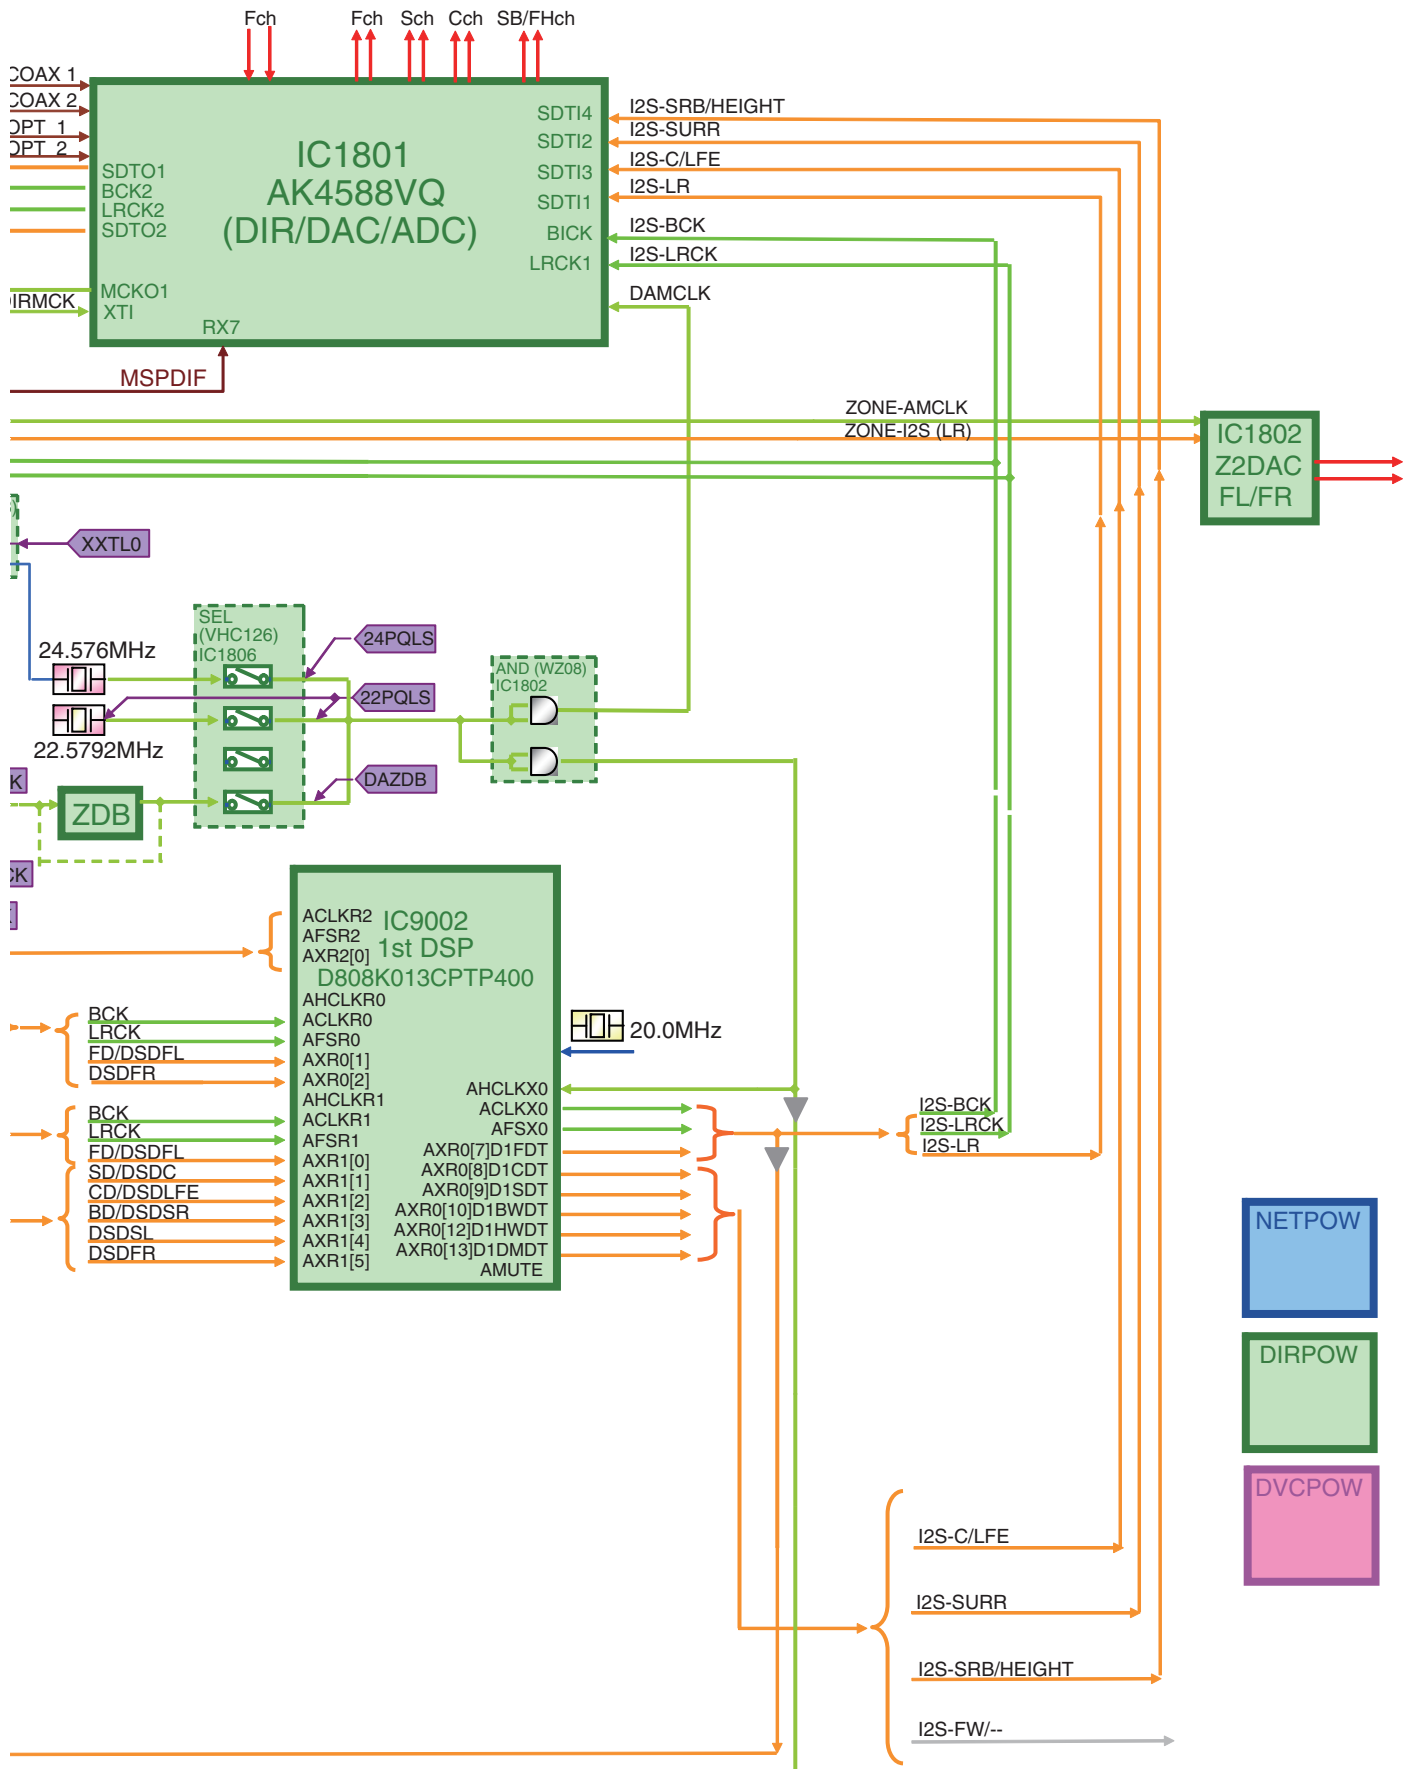 Fch
Fch
Sch
Cch
SB/FHch
COAX 1
COAX 2
OPT 1
OPT 2
SDTO1
BCK2
LRCK2
SDTO2
MCKO1
XTI
DIRMCK
RX7
MSPDIF
IC1801
AK4588VQ
(DIR/DAC/ADC)
SDTI4
SDTI2
SDTI3
SDTI1
BICK
LRCK1
I2S-SRB/HEIGHT
I2S-SURR
I2S-C/LFE
I2S-LR
I2S-BCK
I2S-LRCK
DAMCLK
ZONE-AMCLK
ZONE-I2S (LR)
IC1802
Z2DAC
FL/FR
XXTL0
24.576MHz
22.5792MHz
SEL
(VHC126)
IC1806
24PQLS
22PQLS
DAZDB
AND (WZ08)
IC1802
K
ZDB
CK
ACLKR2
AFSR2
AXR2[0]
IC9002
1st DSP
D808K013CPTP400
AHCLKR0
ACLKR0
AFSR0
AXR0[1]
AXR0[2]
AHCLKR1
ACLKR1
AFSR1
AXR1[0]
AXR1[1]
AXR1[2]
AXR1[3]
AXR1[4]
AXR1[5]
BCK
LRCK
FD/DSDFL
DSDFR
BCK
LRCK
FD/DSDFL
SD/DSDC
CD/DSDLFE
BD/DSDSR
DSDSL
DSDFR
20.0MHz
AHCLKX0
ACLKX0
AFSX0
AXR0[7]D1FDT
AXR0[8]D1CDT
AXR0[9]D1SDT
AXR0[10]D1BWDT
AXR0[12]D1HWDT
AXR0[13]D1DMDT
AMUTE
I2S-BCK
I2S-LRCK
I2S-LR
NETPOW
DIRPOW
DVCPOW
I2S-C/LFE
I2S-SURR
I2S-SRB/HEIGHT
I2S-FW/--